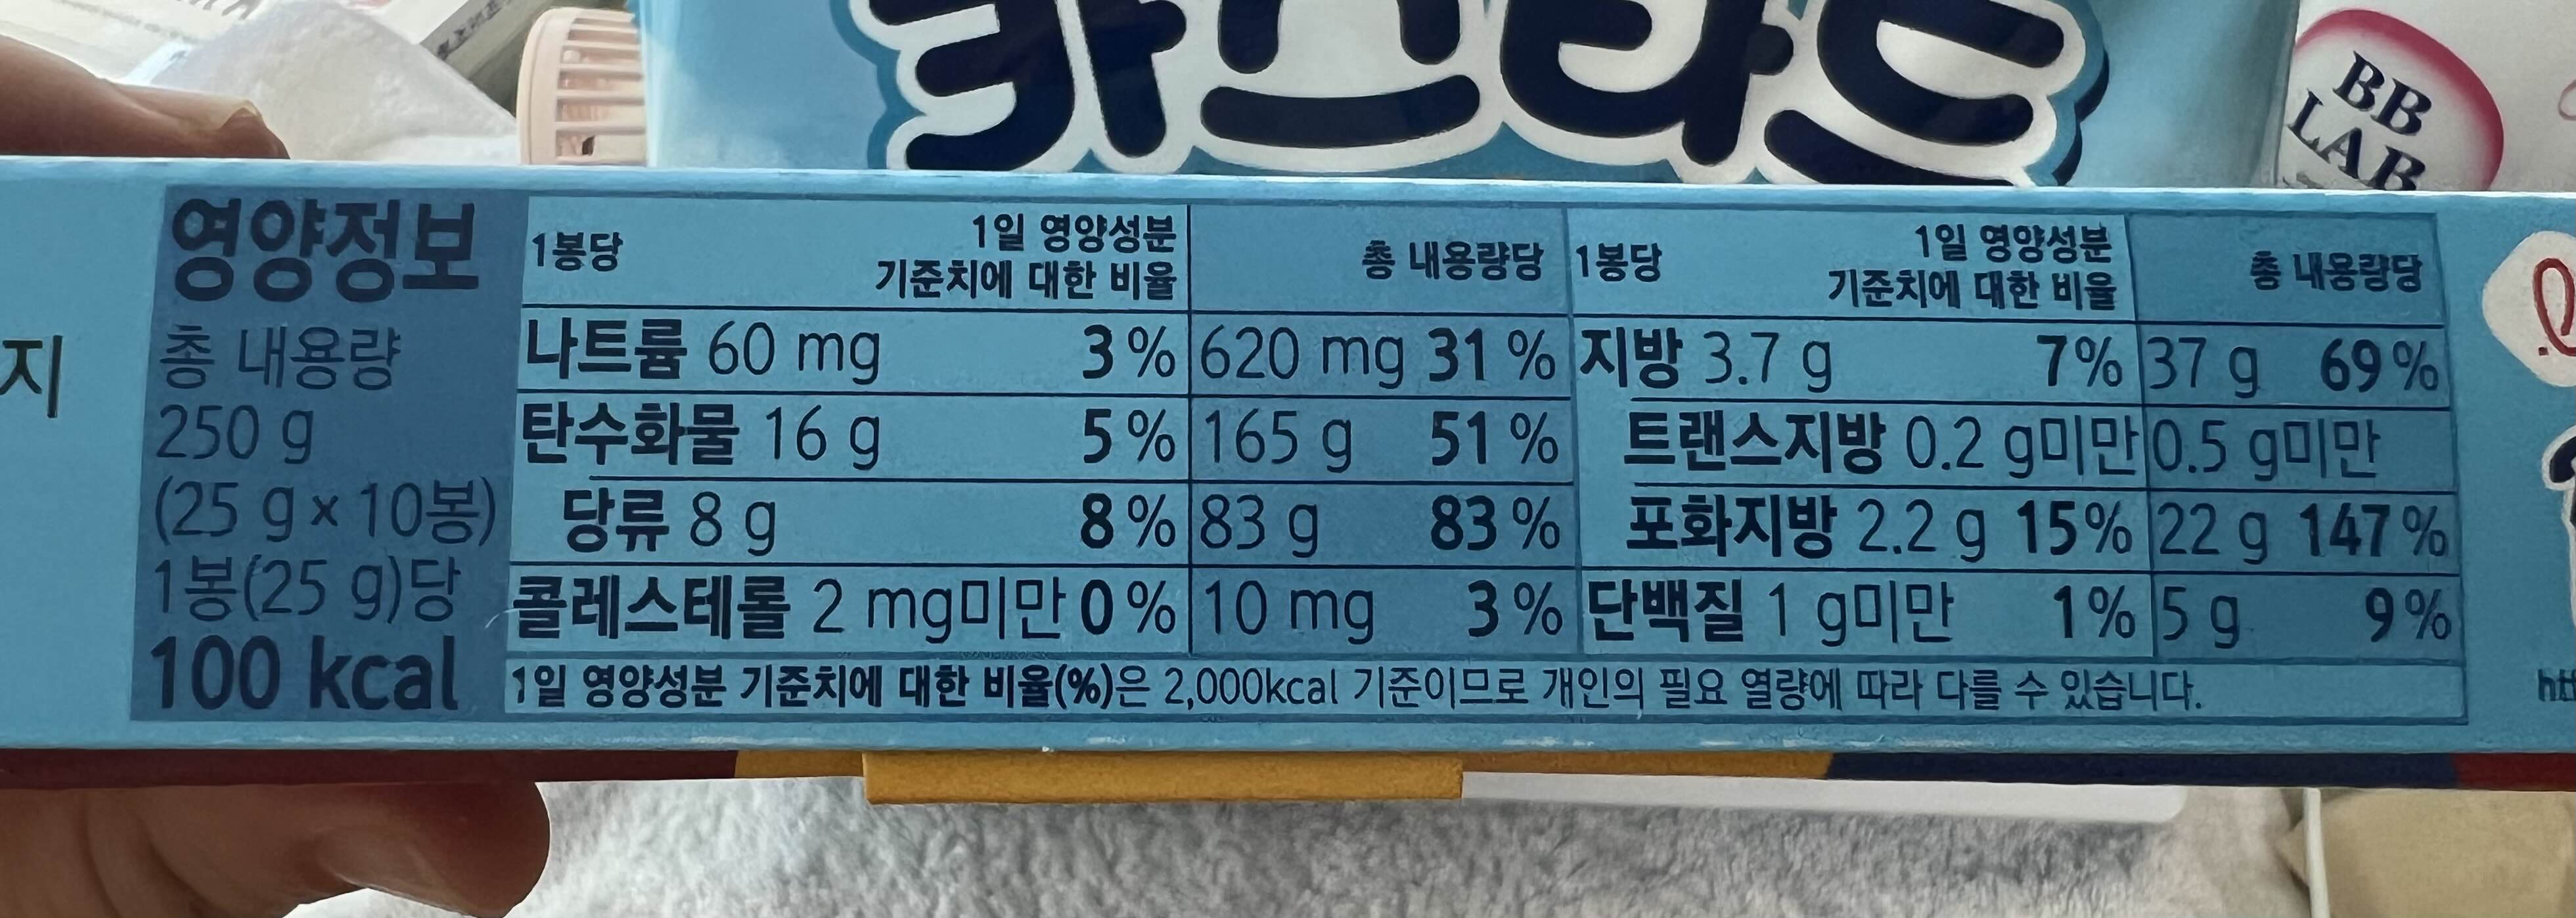 카스타드
BB
LAB
지
영양정보
총 내용량
250 g
(25 g×10봉)
1봉(25 g)당
100 kcal
1봉당 1일 영양성분 기준치에 대한 비율 총 내용량당 1봉당 1일 영양성분 기준치에 대한 비율 총 내용량당
나트륨 60 mg 3 % 620 mg 31 % 지방 3.7 g 7% 37 g 69%
탄수화물 16 g 5 % 165 g 51 % 트랜스지방 0.2 g미만 0.5 g미만
당류 8 g 8 % 83 g 83 % 포화지방 2.2 g 15% 22 g 147%
콜레스테롤 2 mg미만 0 % 10 mg 3 % 단백질 1 g미만 1% 5 g 9%
1일 영양성분 기준치에 대한 비율(%)은 2,000kcal 기준이므로 개인의 필요 열량에 따라 다를 수 있습니다.